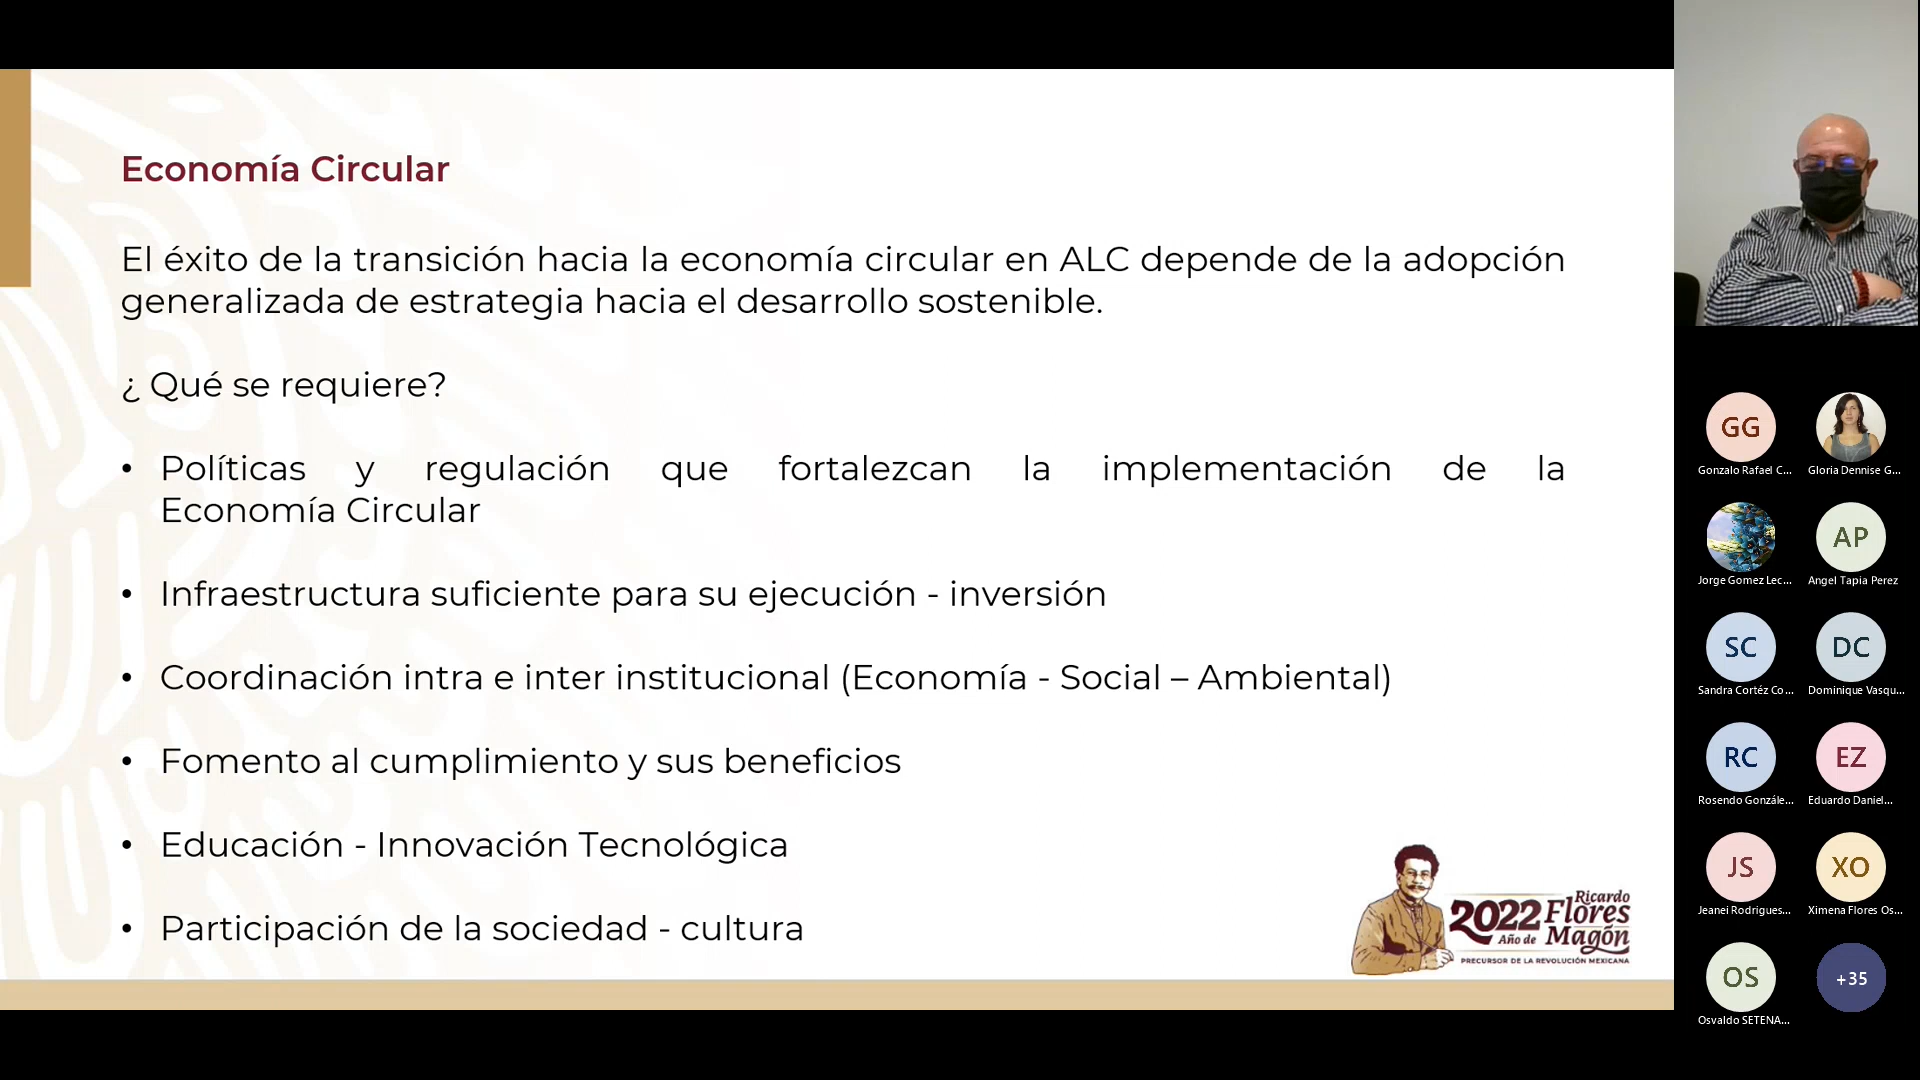 Economía Circular
El éxito de la transición hacia la economía circular en ALC depende de la adopción
generalizada de estrategia hacia el desarrollo sostenible.
¿ Qué se requiere?
• Políticas y regulación que fortalezcan la implementación de la
Economía Circular
• Infraestructura suficiente para su ejecución - inversión
• Coordinación intra e inter institucional (Economía - Social – Ambiental)
• Fomento al cumplimiento y sus beneficios
• Educación - Innovación Tecnológica
• Participación de la sociedad - cultura
2022 Ricardo
Año de Flores
Magón
PRECURSOR DE LA REVOLUCIÓN MEXICANA
GG
Gonzalo Rafael C...
Gloria Dennise G...
Jorge Gomez Lec...
AP
Angel Tapia Perez
SC
Sandra Cortéz Co...
DC
Dominique Vasqu...
RC
Rosendo Gonzále...
EZ
Eduardo Daniel...
JS
Jeanei Rodrigues...
XO
Ximena Flores Os...
OS
Osvaldo SETENA...
+35